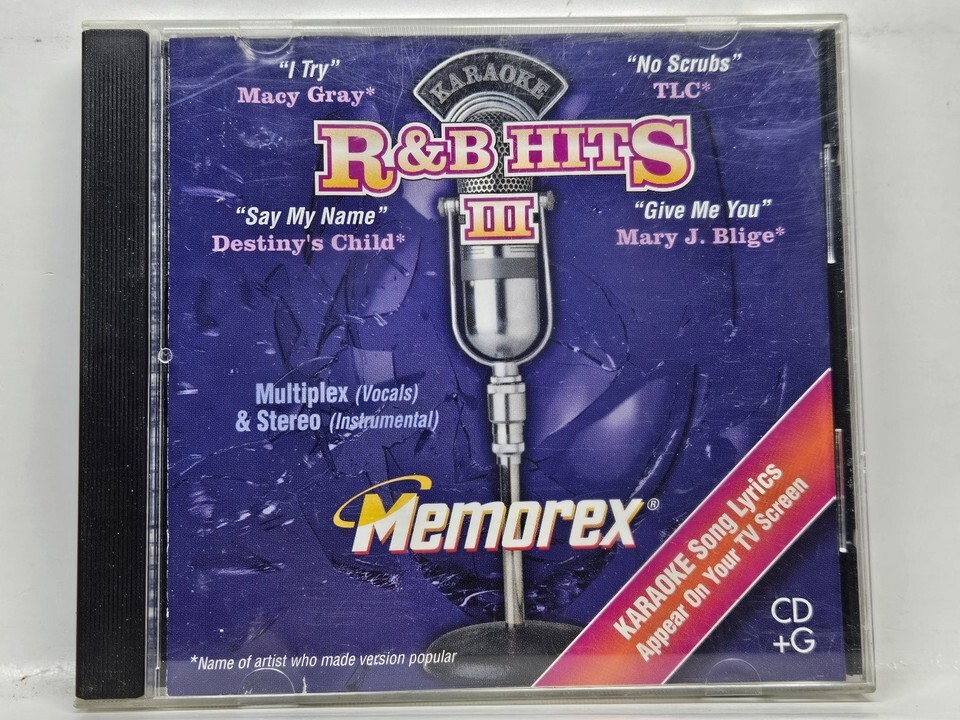 KARAOKE
"I Try"
Macy Gray*
"No Scrubs"
TLC*
R&B HITS
III
"Say My Name"
Destiny's Child*
"Give Me You"
Mary J. Blige*
Multiplex (Vocals)
& Stereo (Instrumental)
Memorex®
KARAOKE Song Lyrics
Appear On Your TV Screen
CD
+G
*Name of artist who made version popular